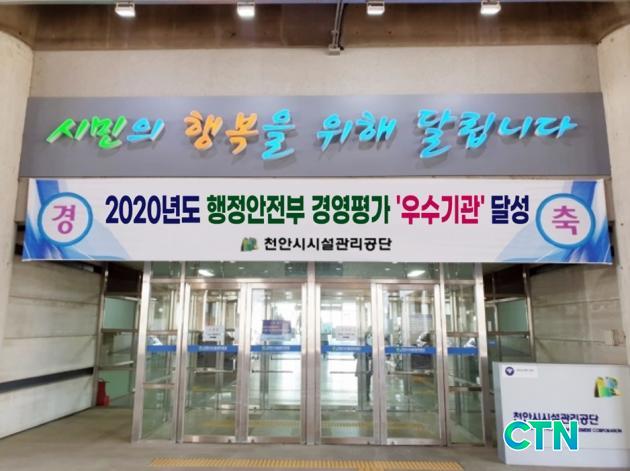 시민의 행복을 위해 달립니다
경 2020년도 행정안전부 경영평가 '우수기관' 달성 축
천안시시설관리공단
천안시시설관리공단
CTN